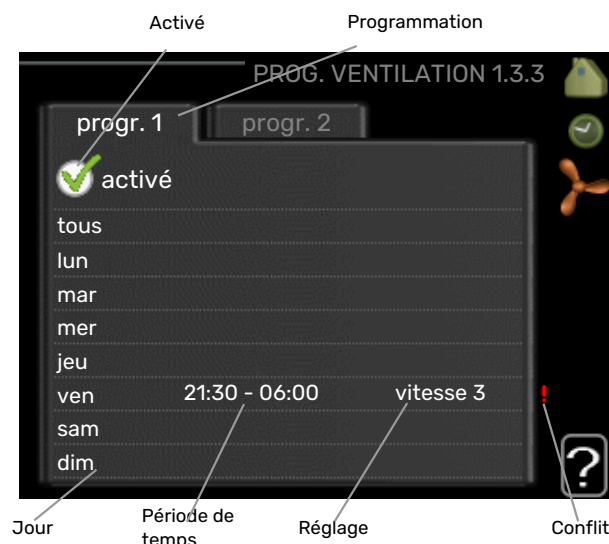 Activé Programmation
PROG. VENTILATION 1.3.3
progr. 1 progr. 2
activé
tous
lun
mar
mer
jeu
ven 21:30 - 06:00 vitesse 3 !
sam
dim
?
Jour Période de temps Réglage Conflit